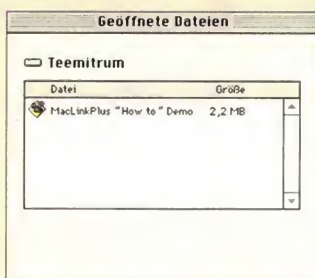 Geöffnete Dateien
Teemitrum
Datei Größe
MacLinkPlus "How to" Demo 2,2 MB